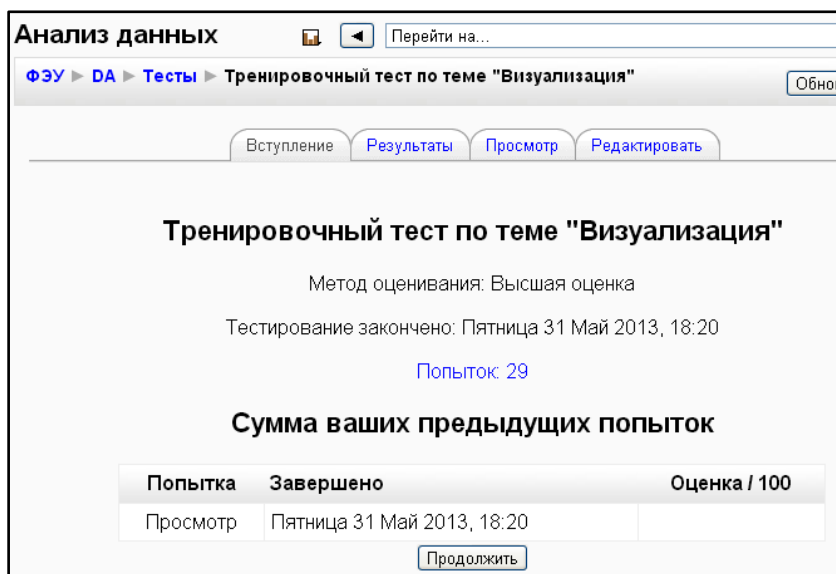 Анализ данных
◄ Перейти на...
ФЭУ ► DA ► Тесты ► Тренировочный тест по теме "Визуализация"
Вступление Результаты Просмотр Редактировать
Тренировочный тест по теме "Визуализация"
Метод оценивания: Высшая оценка
Тестирование закончено: Пятница 31 Май 2013, 18:20
Попыток: 29
Сумма ваших предыдущих попыток
Попытка Завершено Оценка / 100
Просмотр Пятница 31 Май 2013, 18:20
Продолжить